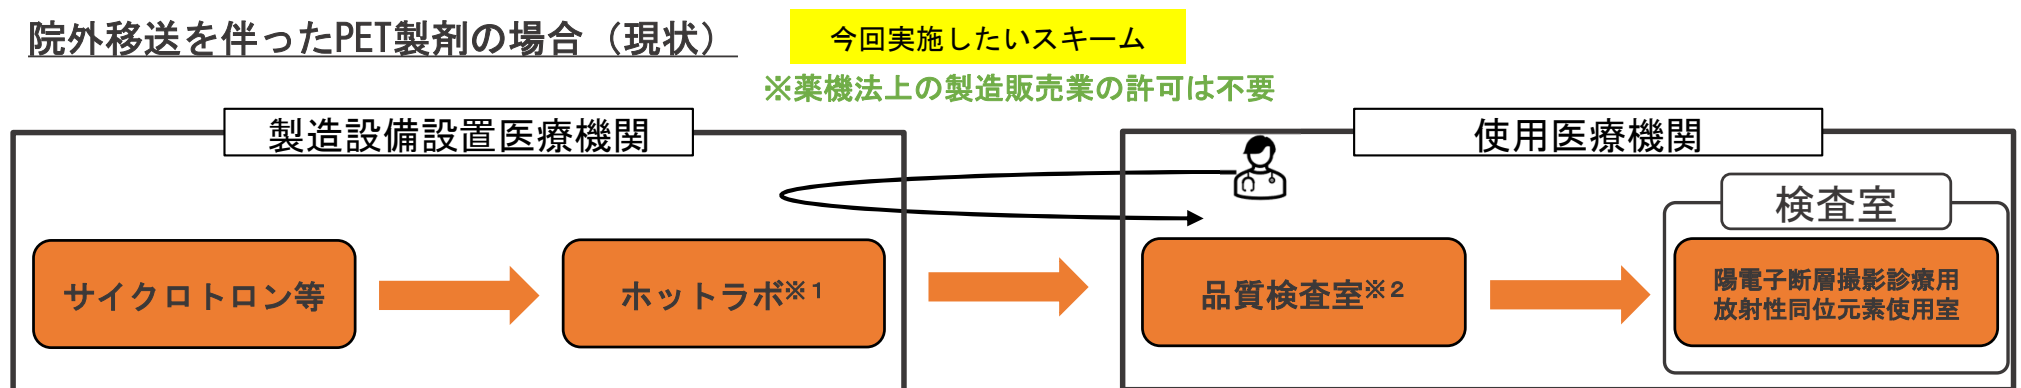 院外移送を伴ったPET製剤の場合（現状）
今回実施したいスキーム
※薬機法上の製造販売業の許可は不要
製造設備設置医療機関
使用医療機関
検査室
サイクロトロン等
ホットラボ※１
品質検査室※２
陽電子断層撮影診療用
放射性同位元素使用室